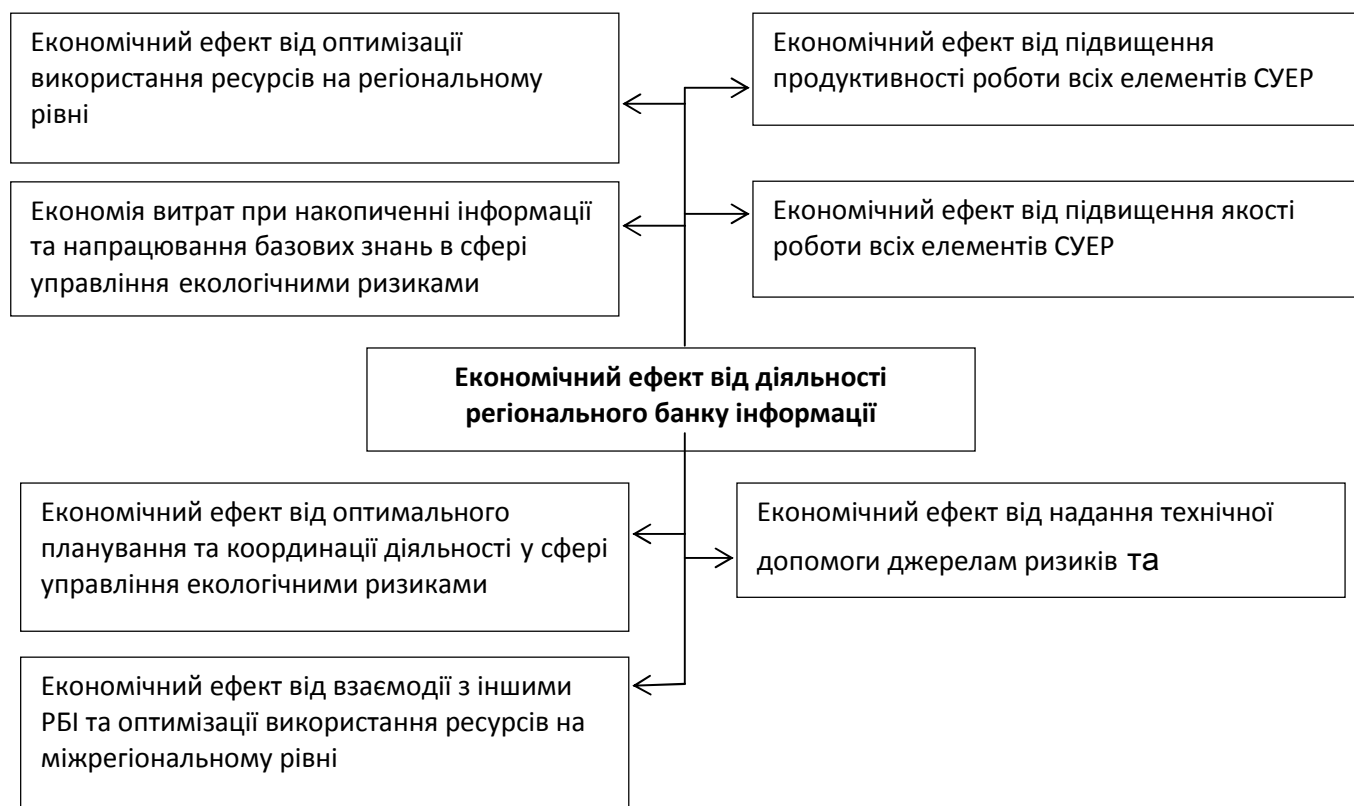 Економічний ефект від оптимізації
використання ресурсів на регіональному
рівні
Економічний ефект від підвищення
продуктивності роботи всіх елементів СУЕР
Економія витрат при накопиченні інформації
та напрацювання базових знань в сфері
управління екологічними ризиками
Економічний ефект від підвищення якості
роботи всіх елементів СУЕР
Економічний ефект від діяльності
регіонального банку інформації
Економічний ефект від оптимального
планування та координації діяльності у сфері
управління екологічними ризиками
Економічний ефект від надання технічної
допомоги джерелам ризиків та
Економічний ефект від взаємодії з іншими
РБІ та оптимізації використання ресурсів на
міжрегіональному рівні